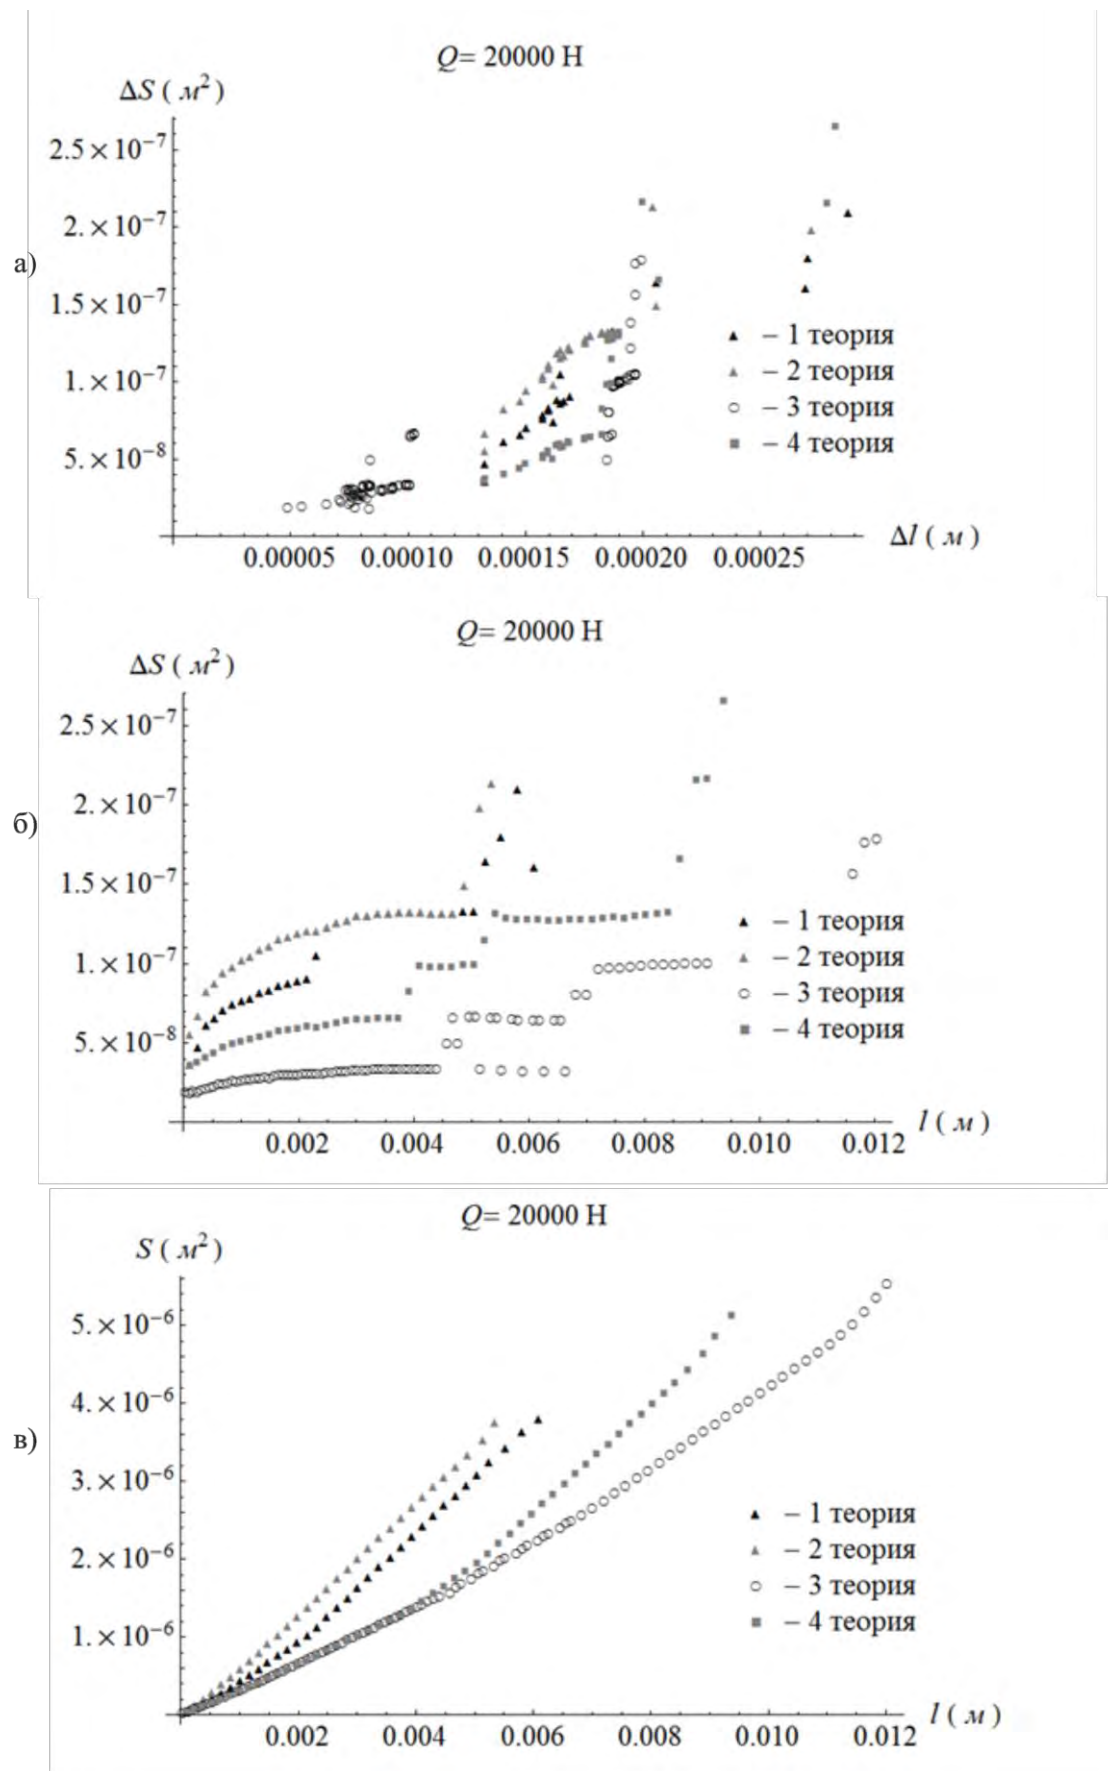 Q= 20000 Н
ΔS ( м² )
2.5×10⁻⁷
2.×10⁻⁷
а)
1.5×10⁻⁷
– 1 теория
– 2 теория
1.×10⁻⁷
– 3 теория
– 4 теория
5.×10⁻⁸
Δl ( м )
0.00005 0.00010 0.00015 0.00020 0.00025
Q= 20000 Н
ΔS ( м² )
2.5×10⁻⁷
2.×10⁻⁷
б)
1.5×10⁻⁷
– 1 теория
1.×10⁻⁷
– 2 теория
– 3 теория
5.×10⁻⁸
– 4 теория
l ( м )
0.002 0.004 0.006 0.008 0.010 0.012
Q= 20000 Н
S ( м² )
5.×10⁻⁶
4.×10⁻⁶
в)
3.×10⁻⁶
– 1 теория
2.×10⁻⁶
– 2 теория
– 3 теория
1.×10⁻⁶
– 4 теория
l ( м )
0.002 0.004 0.006 0.008 0.010 0.012